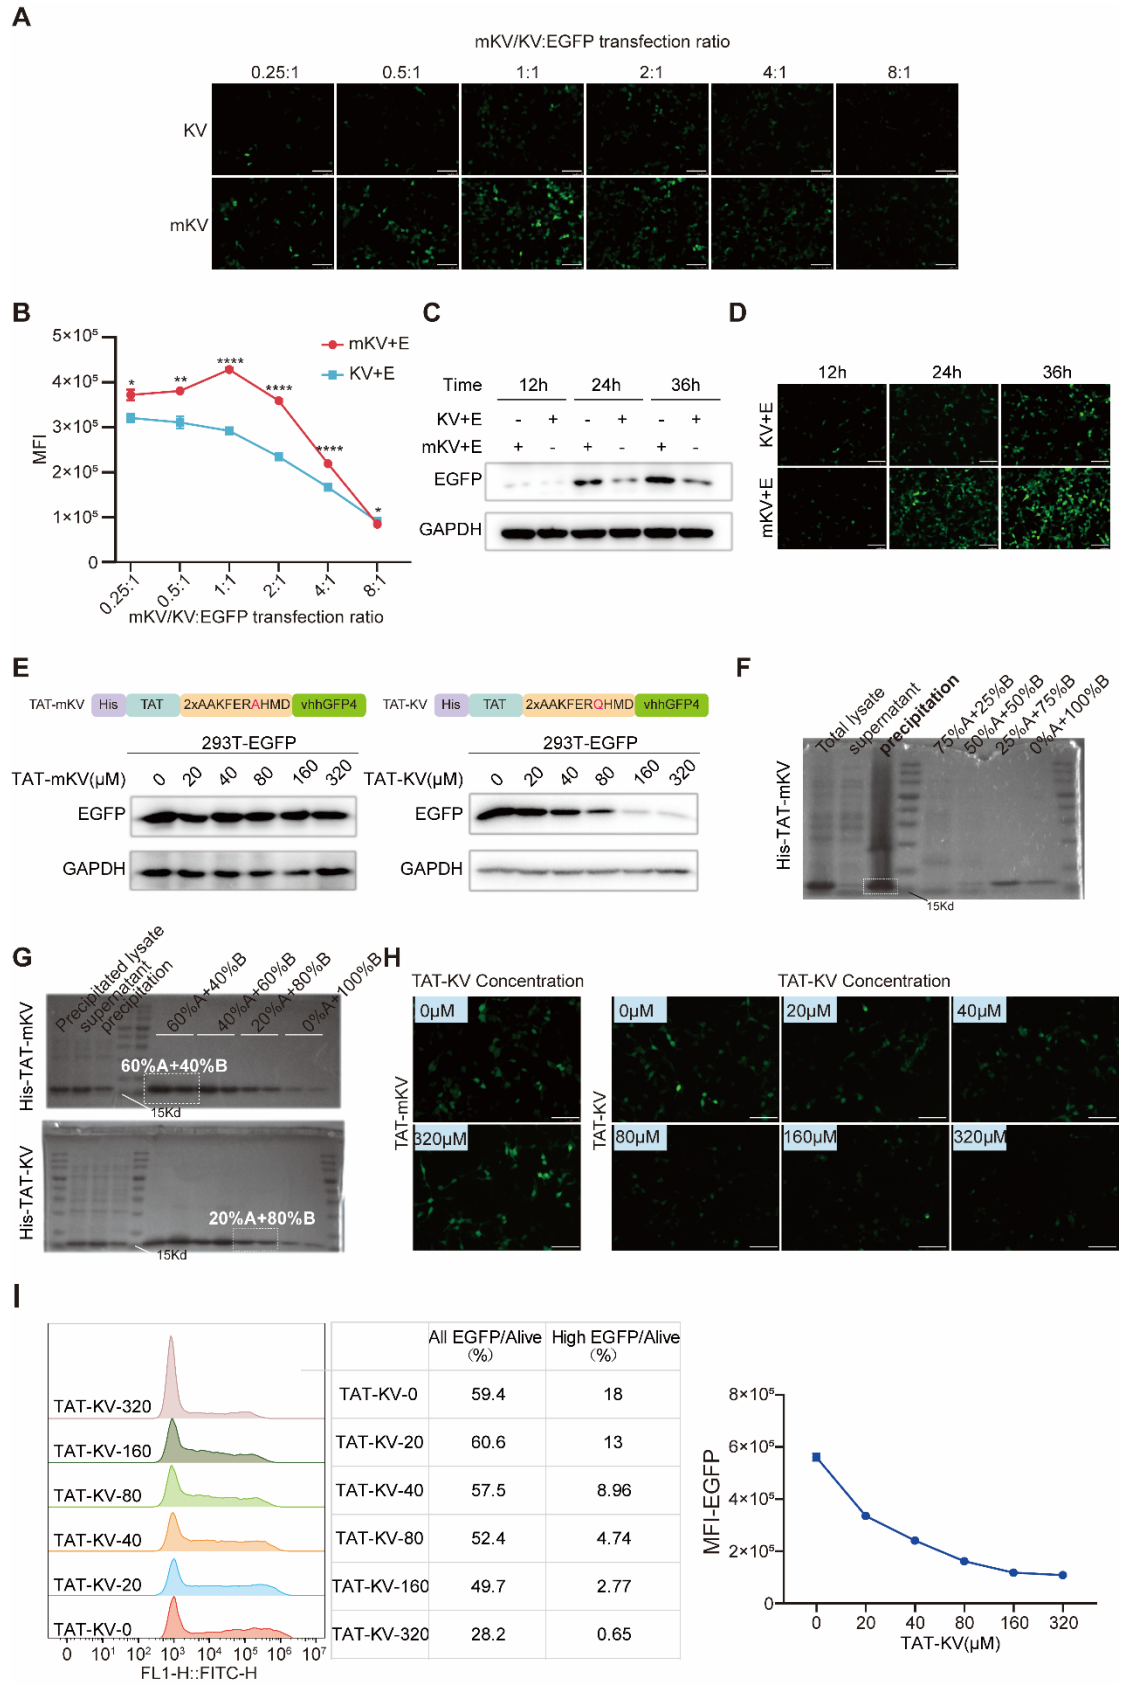 A
mKV/KV:EGFP transfection ratio
0.25:1 0.5:1 1:1 2:1 4:1 8:1
KV
mKV
B
5×10⁵
4×10⁵
3×10⁵
2×10⁵
1×10⁵
0
MFI
* ** **** **** **** *
mKV+E
KV+E
0.25:1 0.5:1 1:1 2:1 4:1 8:1
mKV/KV:EGFP transfection ratio
C
Time 12h 24h 36h
KV+E - + - + - +
mKV+E + - + - + -
EGFP
GAPDH
D
12h 24h 36h
KV+E
mKV+E
E
TAT-mKV His TAT 2xAAKFERAHMD vhhGFP4
293T-EGFP
TAT-mKV(μM) 0 20 40 80 160 320
EGFP
GAPDH
TAT-KV His TAT 2xAAKFERQHMD vhhGFP4
293T-EGFP
TAT-KV(μM) 0 20 40 80 160 320
EGFP
GAPDH
F
Total lysate
supernatant
precipitation
75%A+25%B
50%A+50%B
25%A+75%B
0%A+100%B
His-TAT-mKV
15Kd
G
Precipitated lysate
supernatant
precipitation
60%A+40%B
40%A+60%B
20%A+80%B
0%A+100%B
His-TAT-mKV
60%A+40%B
15Kd
His-TAT-KV
20%A+80%B
15Kd
H
TAT-KV Concentration
0μM
320μM
TAT-mKV
TAT-KV Concentration
0μM 20μM 40μM
80μM 160μM 320μM
TAT-KV
I
TAT-KV-320
TAT-KV-160
TAT-KV-80
TAT-KV-40
TAT-KV-20
TAT-KV-0
0 10¹ 10² 10³ 10⁴ 10⁵ 10⁶ 10⁷
FL1-H::FITC-H
All EGFP/Alive (%) High EGFP/Alive (%)
TAT-KV-0 59.4 18
TAT-KV-20 60.6 13
TAT-KV-40 57.5 8.96
TAT-KV-80 52.4 4.74
TAT-KV-160 49.7 2.77
TAT-KV-320 28.2 0.65
8×10⁵
6×10⁵
4×10⁵
2×10⁵
0
MFI-EGFP
0 20 40 80 160 320
TAT-KV(μM)